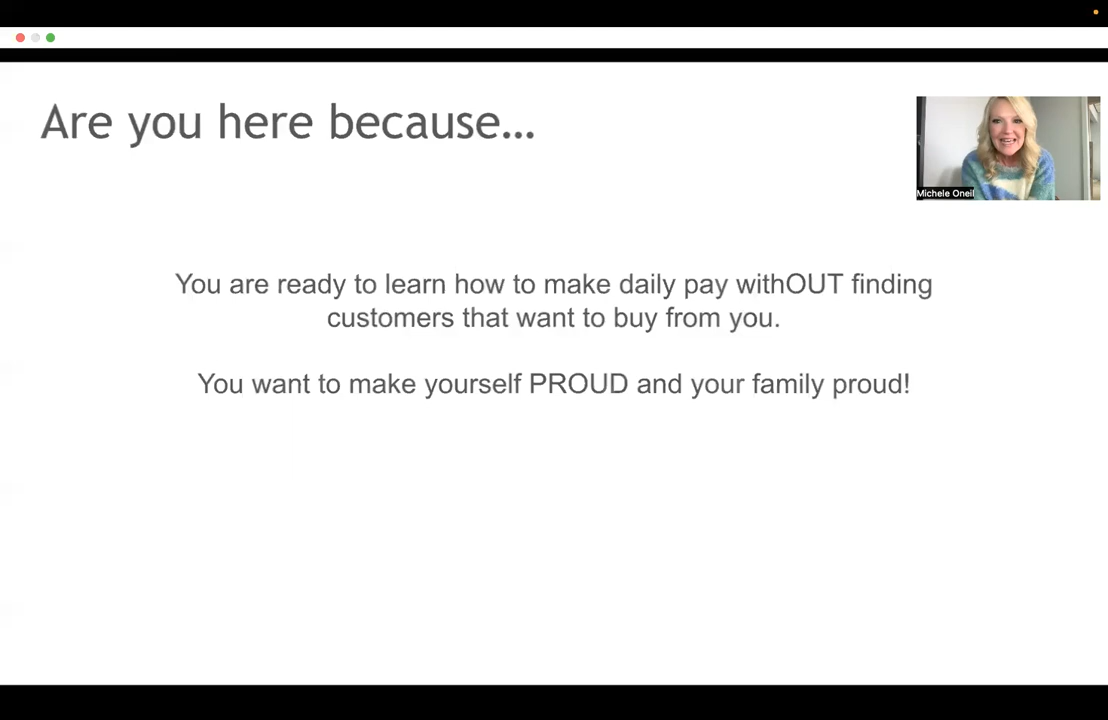 Are you here because...
Michele Oneil
You are ready to learn how to make daily pay withOUT finding
customers that want to buy from you.
You want to make yourself PROUD and your family proud!